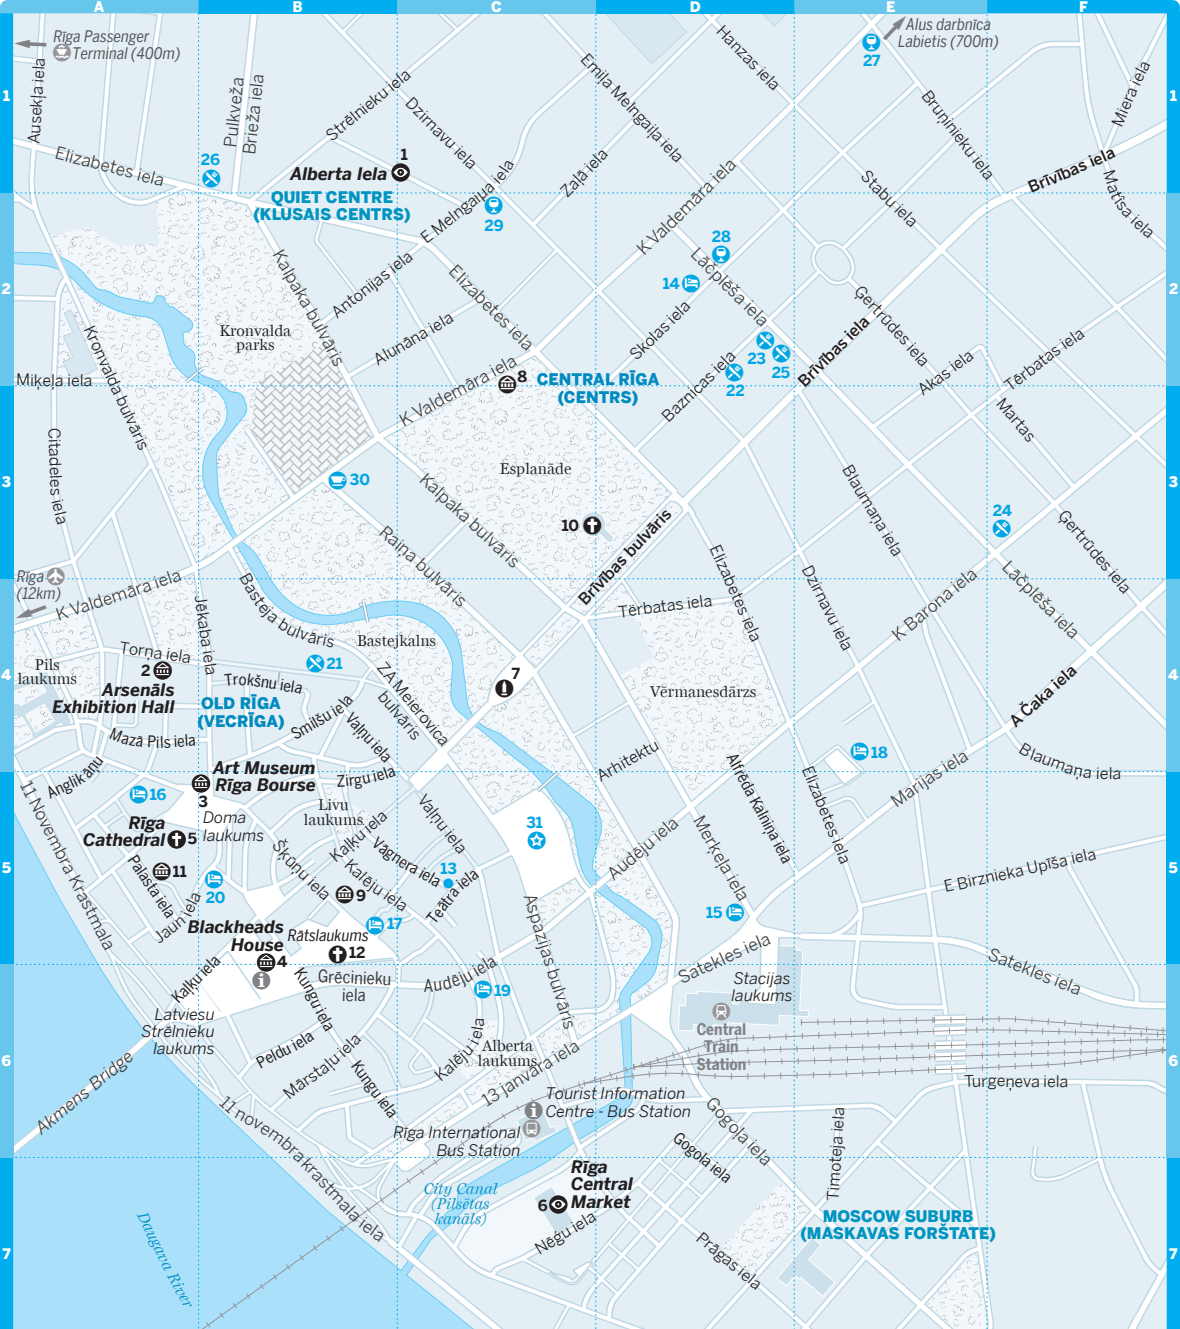 A
B
C
D
E
F
Rīga Passenger
Terminal (400m)
Alus darbnīca
Labietis (700m)
27
1
1
Ausekļa iela
Pulkveža
Brieža iela
Strēlnieku iela
Dzirnavu iela
Emiļa Melngaiļa iela
Hanzas iela
Bruņinieku iela
Miera iela
Elizabetes iela
26
1
Alberta Iela
QUIET CENTRE
(KLUSAIS CENTRS)
E Melngaiļa iela
29
Zaļā iela
K Valdemāra iela
Stabu iela
Brīvības iela
Matīsa iela
2
2
28
14
Lāčplēša iela
Kalpaka bulvāris
Antonijas iela
Alunāna iela
Elizabetes iela
Skolas iela
23
25
22
Baznīcas iela
Brīvības iela
Ģertrūdes iela
Akas iela
Tērbatas iela
Martas
Kronvalda
parks
Kronvalda bulvāris
Miķeļa iela
K Valdemāra iela
8
CENTRAL RĪGA
(CENTRS)
3
3
Citadeles iela
30
Esplanāde
Kalpaka bulvāris
10
Raiņa bulvāris
Brīvības bulvāris
Elizabetes iela
Blaumaņa iela
24
Ģertrūdes iela
Rīga
(12km)
K Valdemāra iela
Jēkaba iela
Basteja bulvāris
Bastejkalns
Tērbatas iela
Dzirnavu iela
K Barona iela
Lāčplēša iela
4
4
Pils
laukums
Torņa iela
2
Arsenāls
Exhibition Hall
21
Trokšņu iela
OLD RĪGA
(VECRĪGA)
Smilšu iela
Vaļņu iela
ZA Meierovica
bulvāris
7
Vērmanesdārzs
A Čaka iela
Mazā Pils iela
Anglikāņu
Art Museum
Rīga Bourse
3
Zirgu iela
Arhitektu
Alfrēda Kalniņa iela
Elizabetes iela
18
Marijas iela
Blaumaņa iela
16
11 Novembra Krastmala
Rīga
Cathedral
5
Doma
laukums
Livu
laukums
Kaļķu iela
Vaļņu iela
31
Audēju iela
Merķeļa iela
5
5
11
Palasta iela
Šķūņu iela
Vāgnera iela
Kalēju iela
13
Teātra iela
E Birznieka Upīša iela
20
9
Jauniela
17
Aspazijas bulvāris
15
Blackheads
House
4
Rātslaukums
12
Satekles iela
Satekles iela
Kaļķu iela
Kungu iela
Grēcinieku
iela
Audēju iela
19
Stacijas
laukums
Latviešu
Strēlnieku
laukums
Peldu iela
Mārstaļu iela
Kungu iela
Kalēju iela
Alberta
laukums
13 janvāra iela
Central
Train
Station
6
6
Akmens Bridge
Turgeņeva iela
11 novembra krastmala iela
Tourist Information
Centre - Bus Station
Rīga International
Bus Station
Gogoļa iela
Gogoļa iela
Timoteja iela
City Canal
(Pilsētas
kanāls)
Rīga
Central
Market
6
Nēģu iela
Prāgas iela
MOSCOW SUBURB
(MASKAVAS FORŠTATE)
Daugava River
7
7